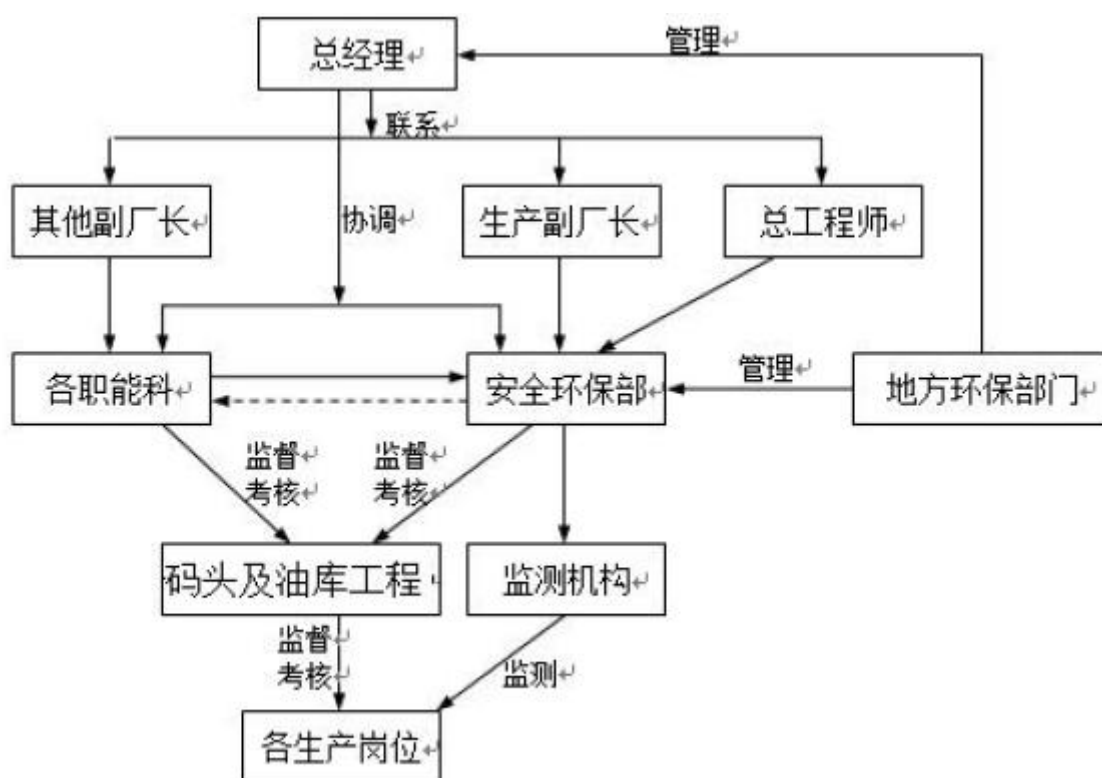 总经理
管理
联系
其他副厂长
协调
生产副厂长
总工程师
各职能科
安全环保部
管理
地方环保部门
监督
考核
监督
考核
码头及油库工程
监测机构
监督
考核
监测
各生产岗位